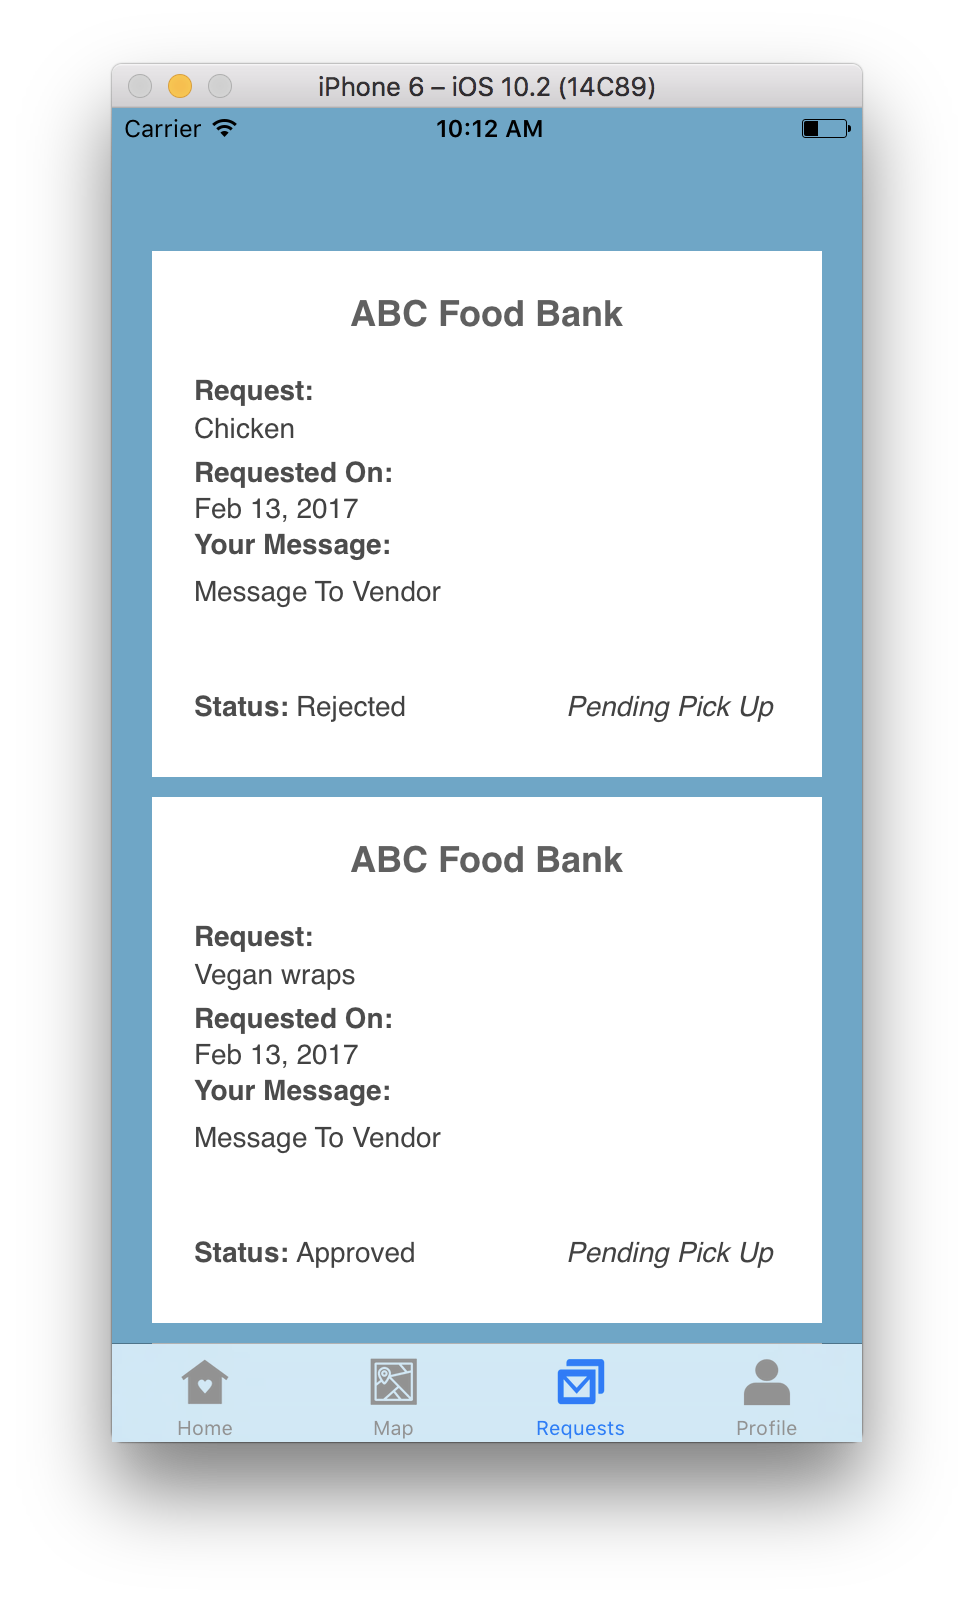 iPhone 6 – iOS 10.2 (14C89)
Carrier 10:12 AM
ABC Food Bank
Request:
Chicken
Requested On:
Feb 13, 2017
Your Message:
Message To Vendor
Status: Rejected Pending Pick Up
ABC Food Bank
Request:
Vegan wraps
Requested On:
Feb 13, 2017
Your Message:
Message To Vendor
Status: Approved Pending Pick Up
Home Map Requests Profile